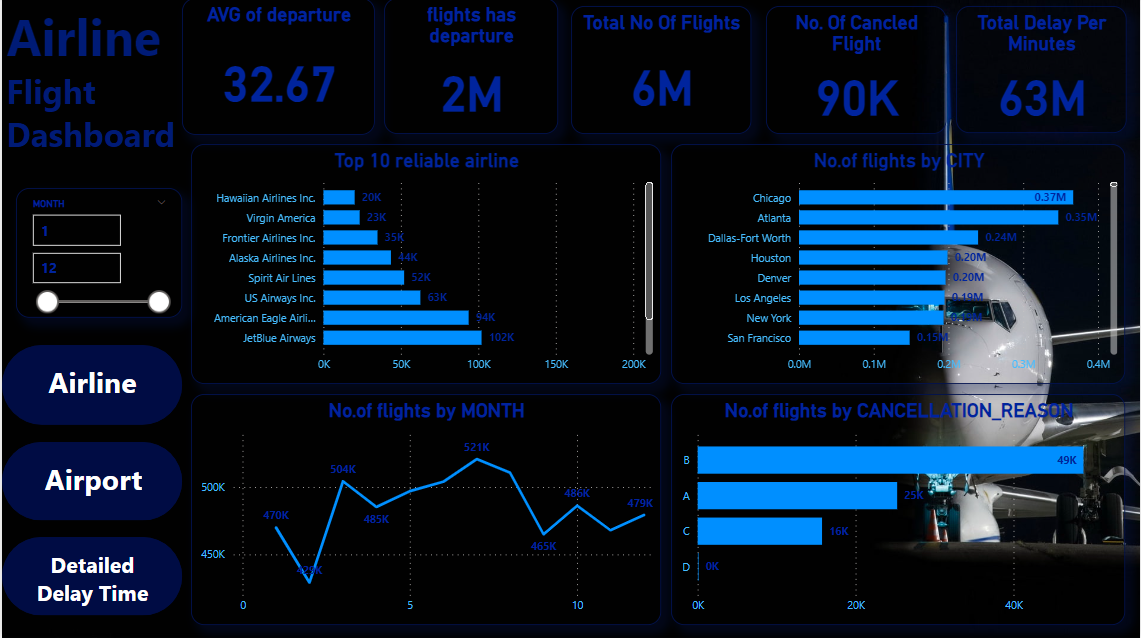 Airline
Flight
Dashboard
AVG of departure
32.67
flights has
departure
2M
Total No Of Flights
6M
No. Of Cancled
Flight
90K
Total Delay Per
Minutes
63M
MONTH
1
12
Airline
Airport
Detailed
Delay Time
Top 10 reliable airline
Hawaiian Airlines Inc.
20K
Virgin America
23K
Frontier Airlines Inc.
35K
Alaska Airlines Inc.
44K
Spirit Air Lines
52K
US Airways Inc.
63K
American Eagle Airli...
94K
JetBlue Airways
102K
0K 50K 100K 150K 200K
No.of flights by CITY
Chicago
0.37M
Atlanta
0.35M
Dallas-Fort Worth
0.24M
Houston
0.20M
Denver
0.20M
Los Angeles
0.19M
New York
San Francisco
0.15M
0.0M 0.1M 0.2M 0.3M 0.4M
No.of flights by MONTH
500K
450K
470K
429K
504K
485K
521K
465K
486K
479K
0 5 10
No.of flights by CANCELLATION_REASON
B
49K
A
25K
C
16K
D
0K
0K 20K 40K